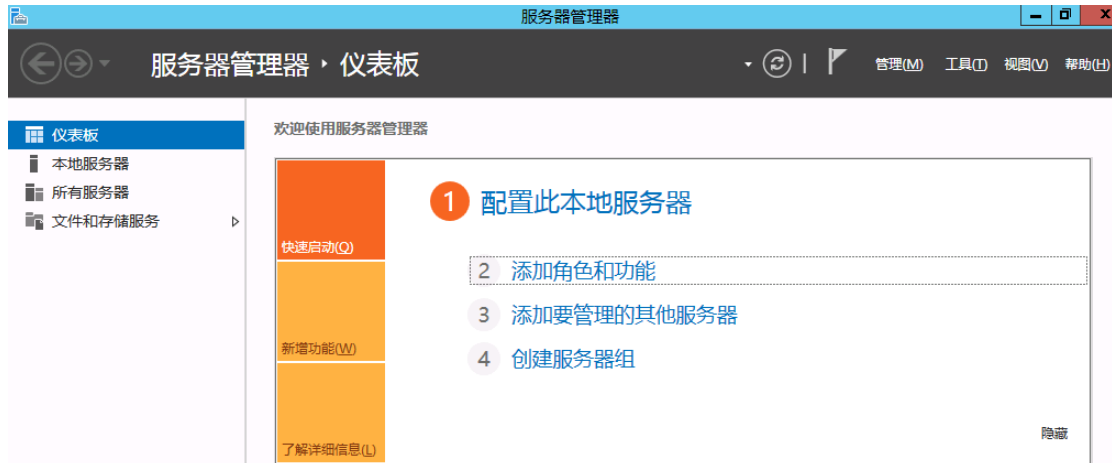 服务器管理器
服务器管理器 · 仪表板
管理(M) 工具(T) 视图(V) 帮助(H)
仪表板
本地服务器
所有服务器
文件和存储服务
欢迎使用服务器管理器
快速启动(Q)
新增功能(W)
了解详细信息(L)
1 配置此本地服务器
2 添加角色和功能
3 添加要管理的其他服务器
4 创建服务器组
隐藏